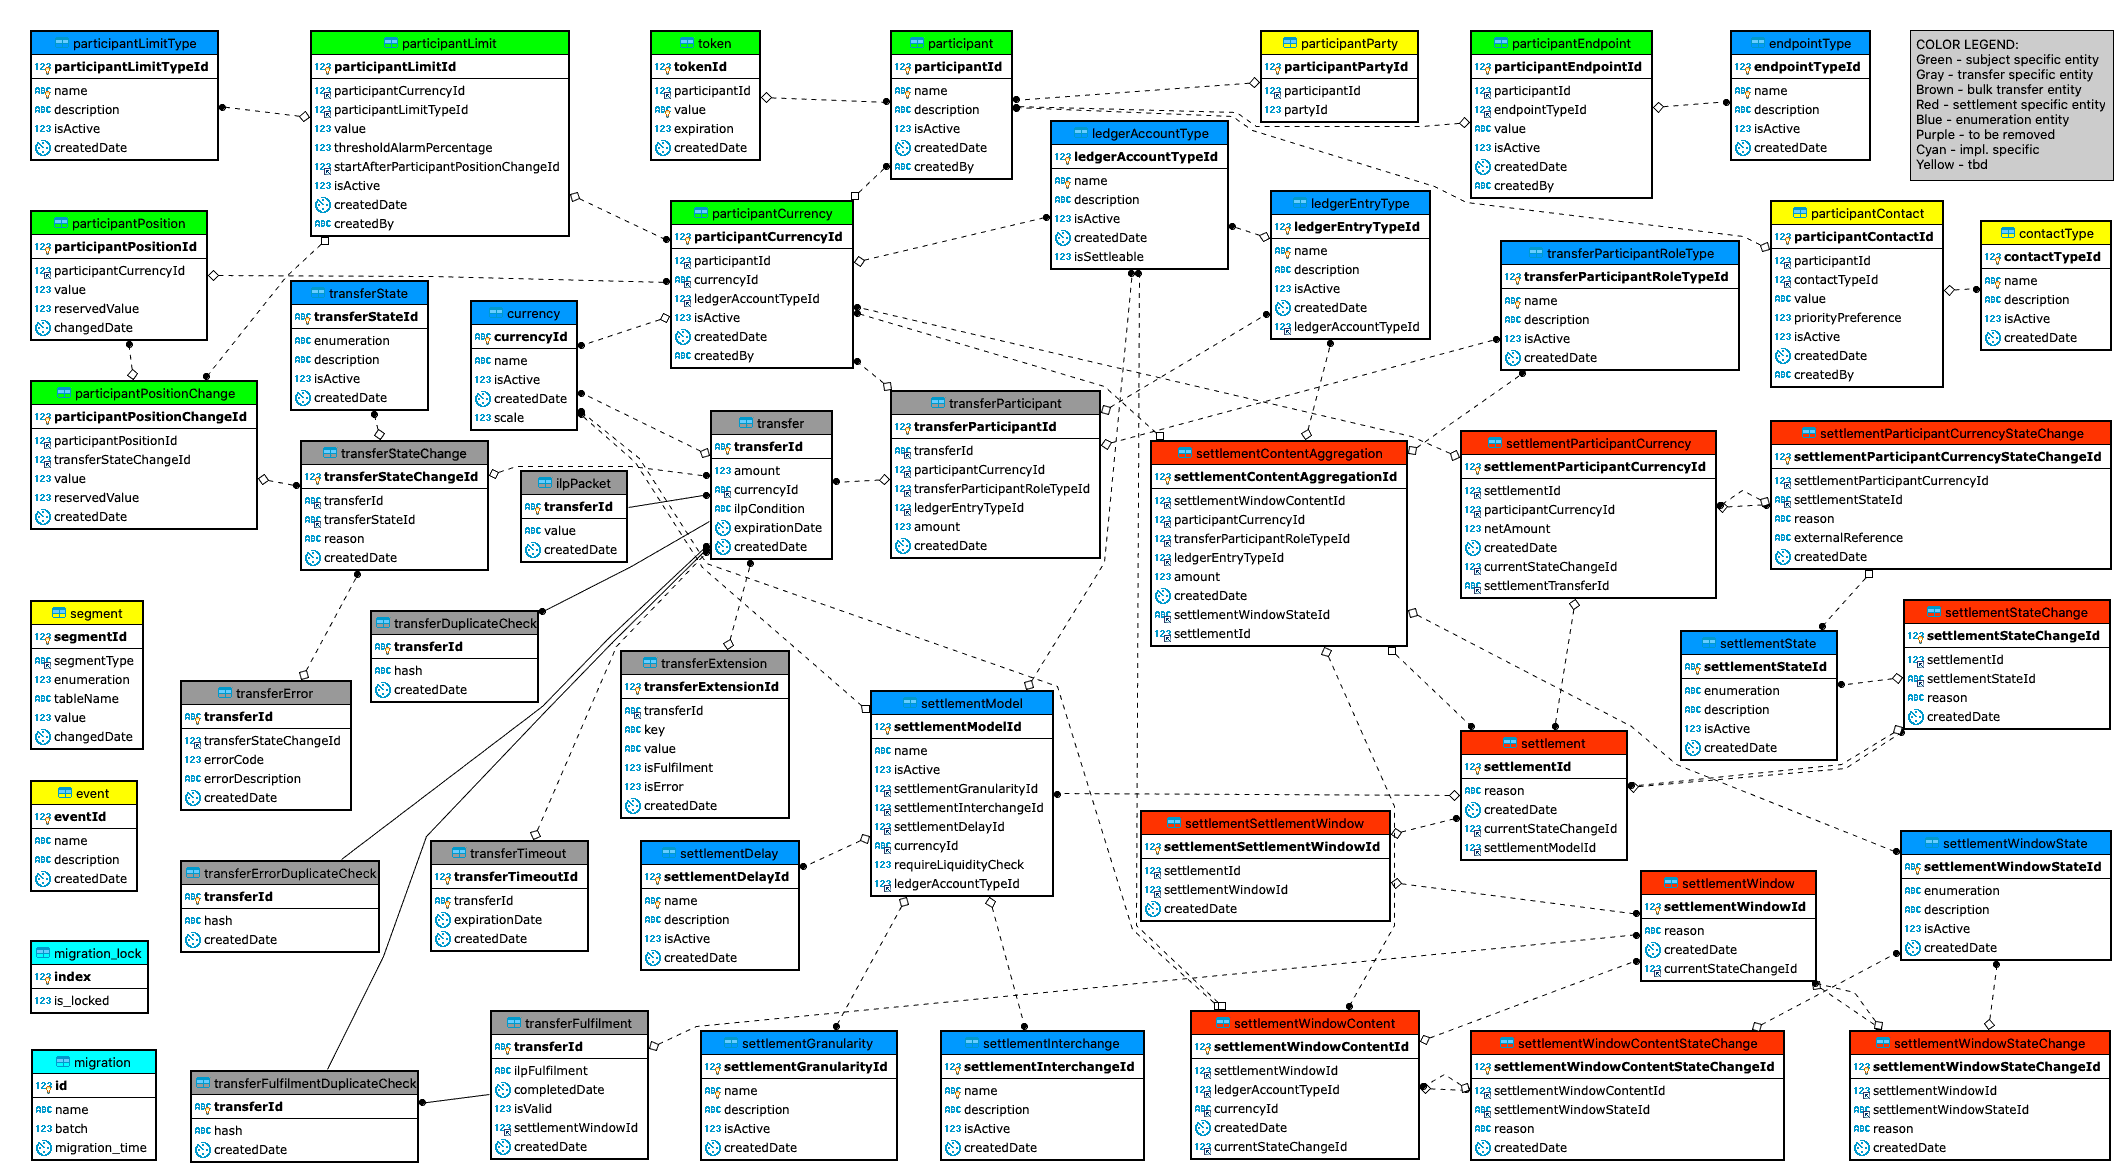 participantLimitType
participantLimitTypeId
name
description
isActive
createdDate
participantLimit
participantLimitId
participantCurrencyId
participantLimitTypeId
value
thresholdAlarmPercentage
startAfterParticipantPositionChangeId
isActive
createdDate
createdBy
token
tokenId
participantId
value
expiration
createdDate
participant
participantId
name
description
isActive
createdDate
createdBy
participantParty
participantPartyId
participantId
partyId
participantEndpoint
participantEndpointId
participantId
endpointTypeId
value
isActive
createdDate
createdBy
endpointType
endpointTypeId
name
description
isActive
createdDate
COLOR LEGEND:
Green - subject specific entity
Gray - transfer specific entity
Brown - bulk transfer entity
Red - settlement specific entity
Blue - enumeration entity
Purple - to be removed
Cyan - impl. specific
Yellow - tbd
ledgerAccountType
ledgerAccountTypeId
name
description
isActive
createdDate
isSettleable
participantPosition
participantPositionId
participantCurrencyId
value
reservedValue
changedDate
participantCurrency
participantCurrencyId
participantId
currencyId
ledgerAccountTypeId
isActive
createdDate
createdBy
ledgerEntryType
ledgerEntryTypeId
name
description
isActive
createdDate
ledgerAccountTypeId
transferParticipantRoleType
transferParticipantRoleTypeId
name
description
isActive
createdDate
participantContact
participantContactId
participantId
contactTypeId
value
priorityPreference
isActive
createdDate
createdBy
contactType
contactTypeId
name
description
isActive
createdDate
transferState
transferStateId
enumeration
description
isActive
createdDate
currency
currencyId
name
isActive
createdDate
scale
participantPositionChange
participantPositionChangeId
participantPositionId
transferStateChangeId
value
reservedValue
createdDate
transferStateChange
transferStateChangeId
transferId
transferStateId
reason
createdDate
ilpPacket
transferId
value
createdDate
transfer
transferId
amount
currencyId
ilpCondition
expirationDate
createdDate
transferParticipant
transferParticipantId
transferId
participantCurrencyId
transferParticipantRoleTypeId
ledgerEntryTypeId
amount
createdDate
settlementContentAggregation
settlementContentAggregationId
settlementWindowContentId
participantCurrencyId
transferParticipantRoleTypeId
ledgerEntryTypeId
amount
createdDate
settlementWindowStateId
settlementId
settlementParticipantCurrency
settlementParticipantCurrencyId
settlementId
participantCurrencyId
netAmount
createdDate
currentStateChangeId
settlementTransferId
settlementParticipantCurrencyStateChange
settlementParticipantCurrencyStateChangeId
settlementParticipantCurrencyId
settlementStateId
reason
externalReference
createdDate
segment
segmentId
segmentType
enumeration
tableName
value
changedDate
transferDuplicateCheck
transferId
hash
createdDate
transferError
transferId
transferStateChangeId
errorCode
errorDescription
createdDate
transferExtension
transferExtensionId
transferId
key
value
isFulfilment
isError
createdDate
settlementModel
settlementModelId
name
isActive
settlementGranularityId
settlementInterchangeId
settlementDelayId
currencyId
requireLiquidityCheck
ledgerAccountTypeId
settlementState
settlementStateId
enumeration
description
isActive
createdDate
settlementStateChange
settlementStateChangeId
settlementId
settlementStateId
reason
createdDate
settlement
settlementId
reason
createdDate
currentStateChangeId
settlementModelId
event
eventId
name
description
createdDate
transferErrorDuplicateCheck
transferId
hash
createdDate
transferTimeout
transferTimeoutId
transferId
expirationDate
createdDate
settlementDelay
settlementDelayId
name
description
isActive
createdDate
settlementSettlementWindow
settlementSettlementWindowId
settlementId
settlementWindowId
createdDate
settlementWindow
settlementWindowId
reason
createdDate
currentStateChangeId
settlementWindowState
settlementWindowStateId
enumeration
description
isActive
createdDate
migration_lock
index
is_locked
migration
id
name
batch
migration_time
transferFulfilmentDuplicateCheck
transferId
hash
createdDate
transferFulfilment
transferId
ilpFulfilment
completedDate
isValid
settlementWindowId
createdDate
settlementGranularity
settlementGranularityId
name
description
isActive
createdDate
settlementInterchange
settlementInterchangeId
name
description
isActive
createdDate
settlementWindowContent
settlementWindowContentId
settlementWindowId
ledgerAccountTypeId
currencyId
createdDate
currentStateChangeId
settlementWindowContentStateChange
settlementWindowContentStateChangeId
settlementWindowContentId
settlementWindowStateId
reason
createdDate
settlementWindowStateChange
settlementWindowStateChangeId
settlementWindowId
settlementWindowStateId
reason
createdDate